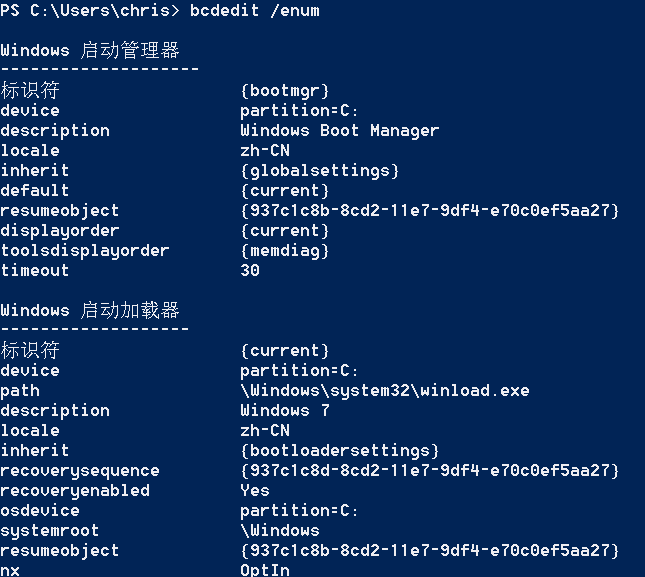 PS C:\Users\chris> bcdedit /enum
Windows 启动管理器
--------------------
标识符                  {bootmgr}
device                  partition=C:
description             Windows Boot Manager
locale                  zh-CN
inherit                 {globalsettings}
default                 {current}
resumeobject            {937c1c8b-8cd2-11e7-9df4-e70c0ef5aa27}
displayorder            {current}
toolsdisplayorder       {memdiag}
timeout                 30
Windows 启动加载器
-------------------
标识符                  {current}
device                  partition=C:
path                    \Windows\system32\winload.exe
description             Windows 7
locale                  zh-CN
inherit                 {bootloadersettings}
recoverysequence        {937c1c8d-8cd2-11e7-9df4-e70c0ef5aa27}
recoveryenabled         Yes
osdevice                partition=C:
systemroot              \Windows
resumeobject            {937c1c8b-8cd2-11e7-9df4-e70c0ef5aa27}
nx                      OptIn